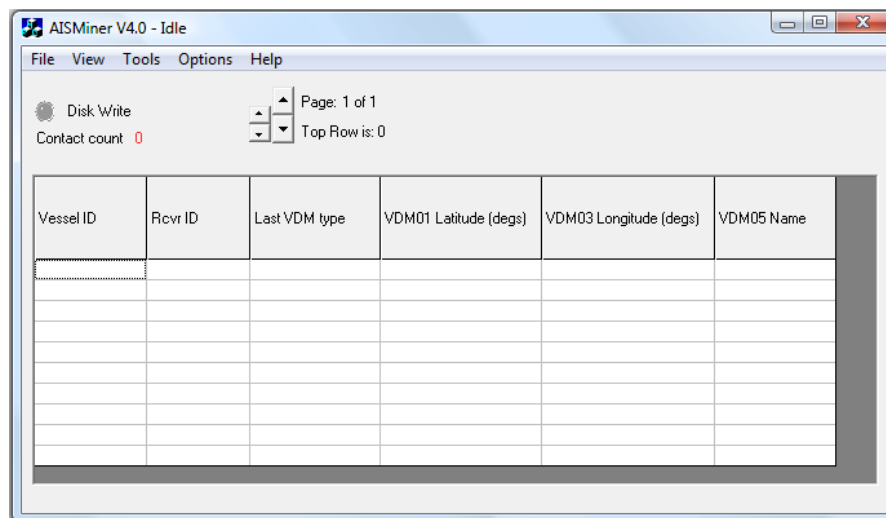 AISMiner V4.0 - Idle
File View Tools Options Help
Disk Write
Page: 1 of 1
Contact count 0
Top Row is: 0
Vessel ID Rcvr ID Last VDM type VDM01 Latitude (degs) VDM03 Longitude (degs) VDM05 Name